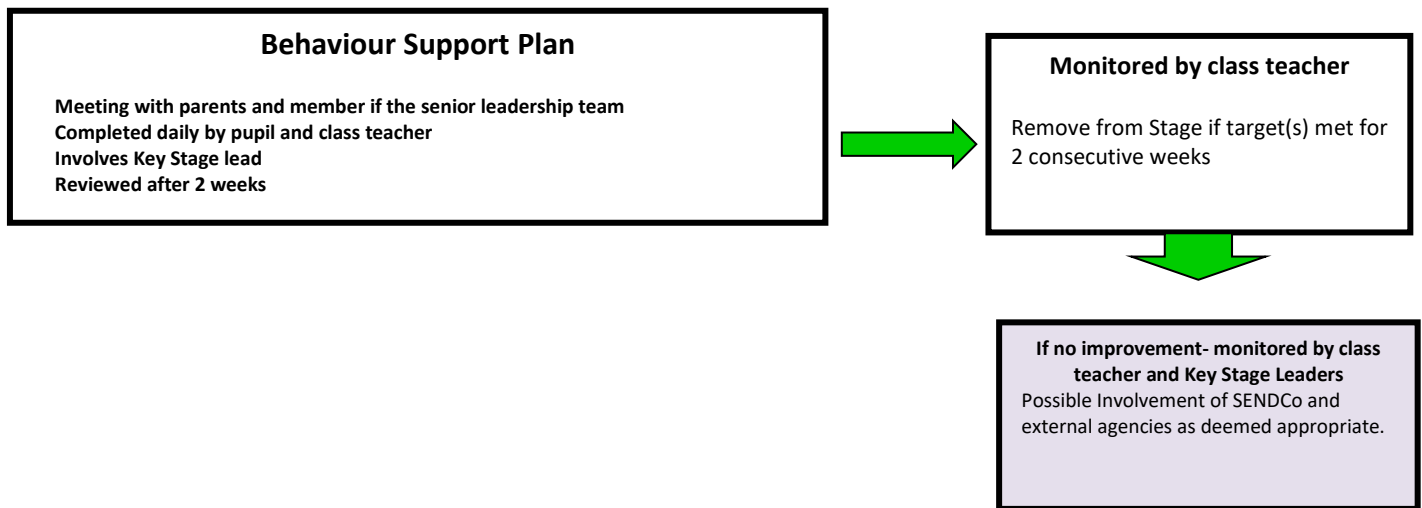 Behaviour Support Plan
Meeting with parents and member if the senior leadership team
Completed daily by pupil and class teacher
Involves Key Stage lead
Reviewed after 2 weeks
Monitored by class teacher
Remove from Stage if target(s) met for
2 consecutive weeks
If no improvement- monitored by class
teacher and Key Stage Leaders
Possible Involvement of SENDCo and
external agencies as deemed appropriate.